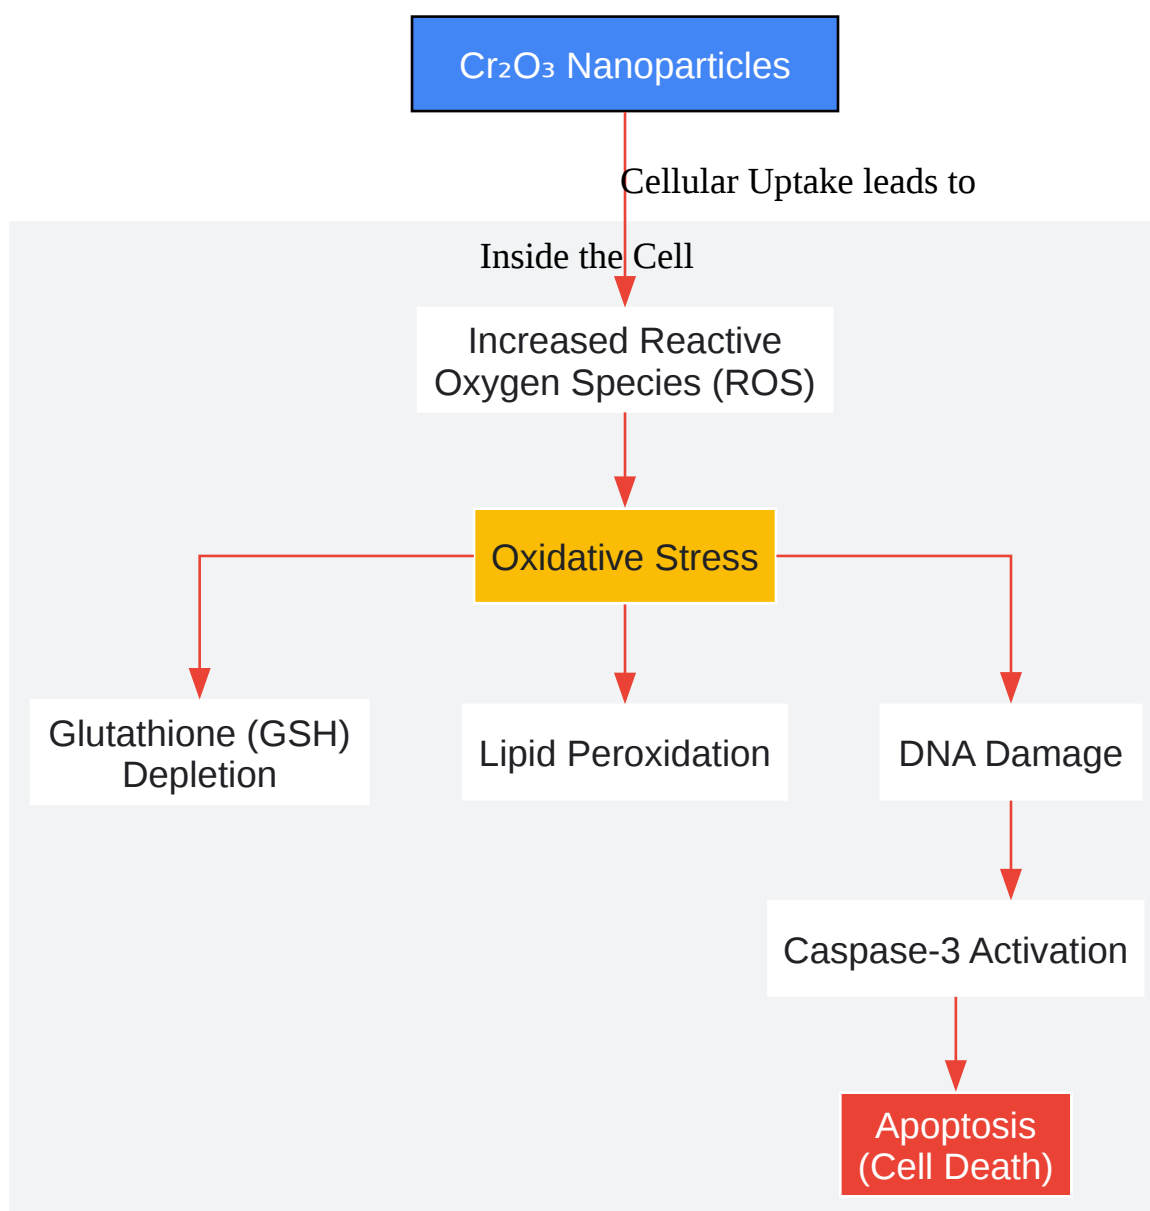 Cr₂O₃ Nanoparticles
Cellular Uptake leads to
Inside the Cell
Increased Reactive
Oxygen Species (ROS)
Oxidative Stress
Glutathione (GSH)
Depletion
Lipid Peroxidation
DNA Damage
Caspase-3 Activation
Apoptosis
(Cell Death)